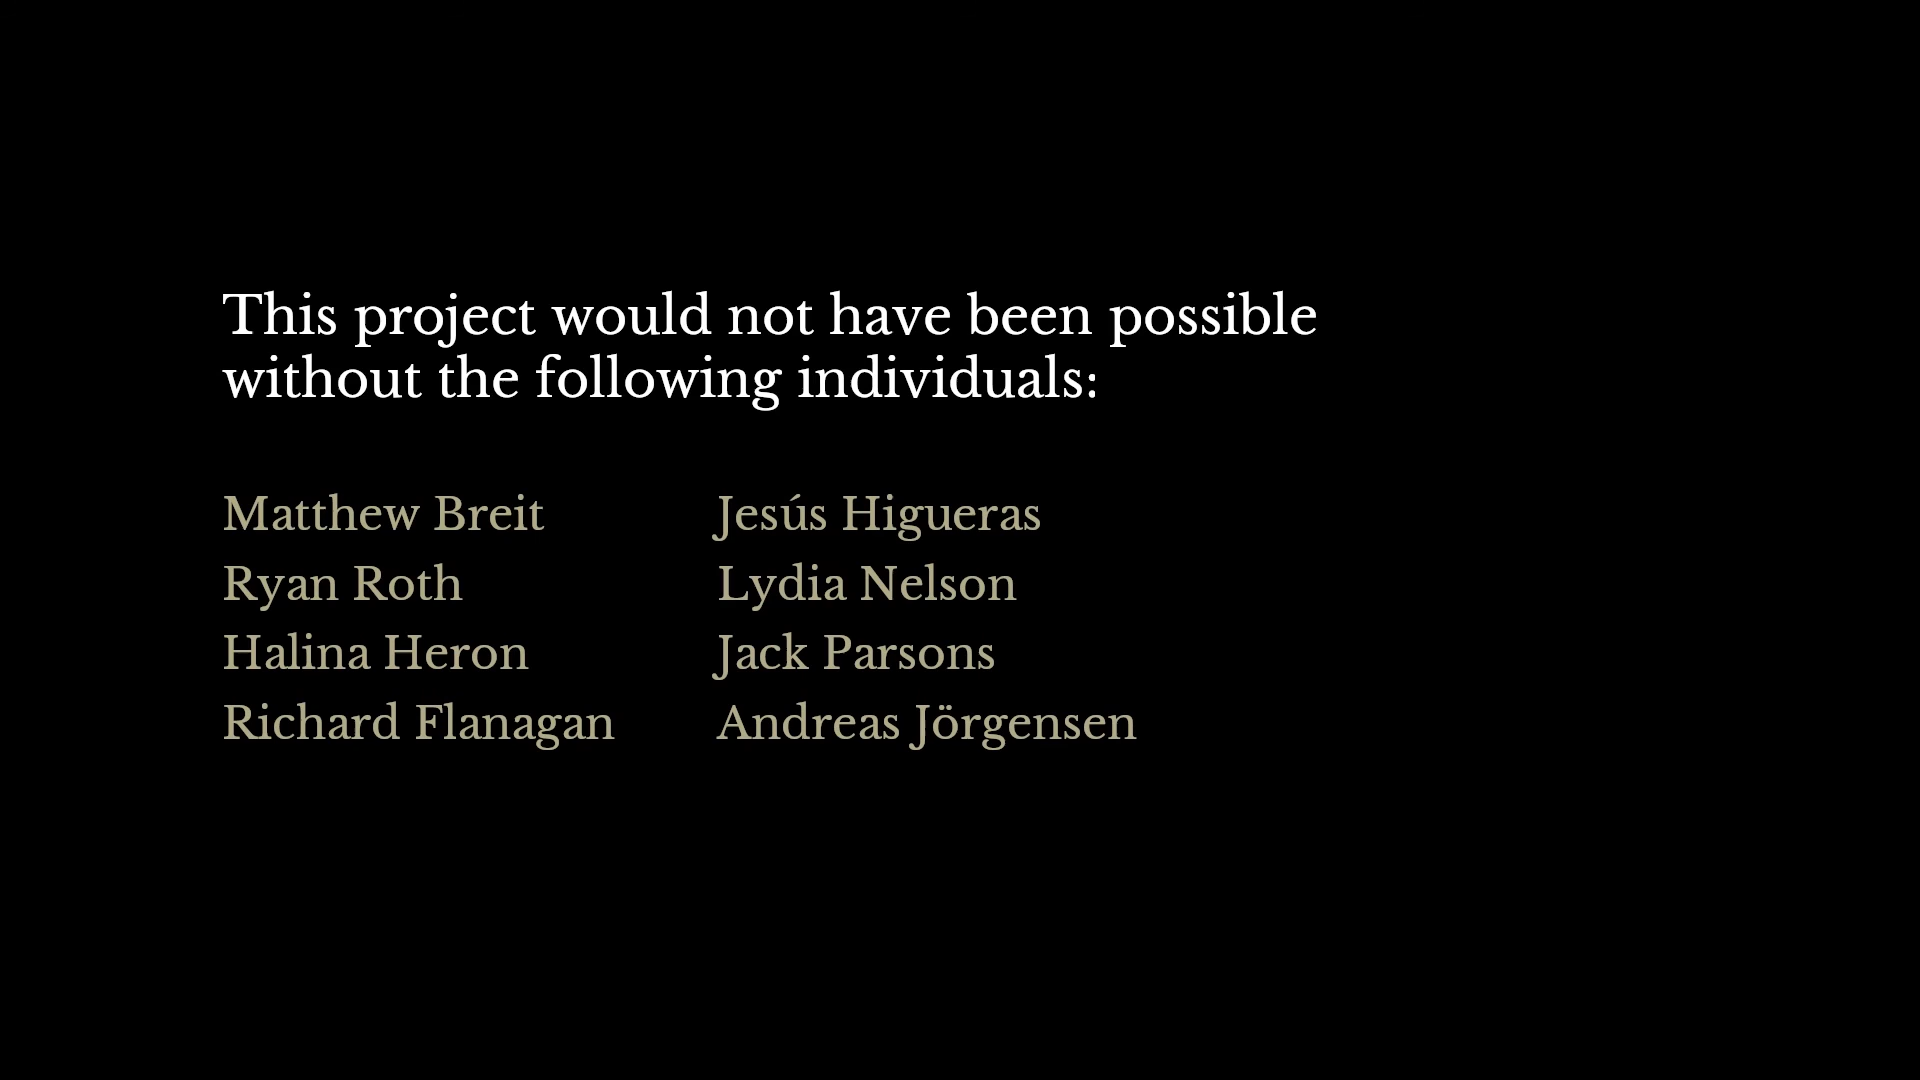 This project would not have been possible
without the following individuals:
Matthew Breit
Ryan Roth
Halina Heron
Richard Flanagan
Jesús Higueras
Lydia Nelson
Jack Parsons
Andreas Jörgensen